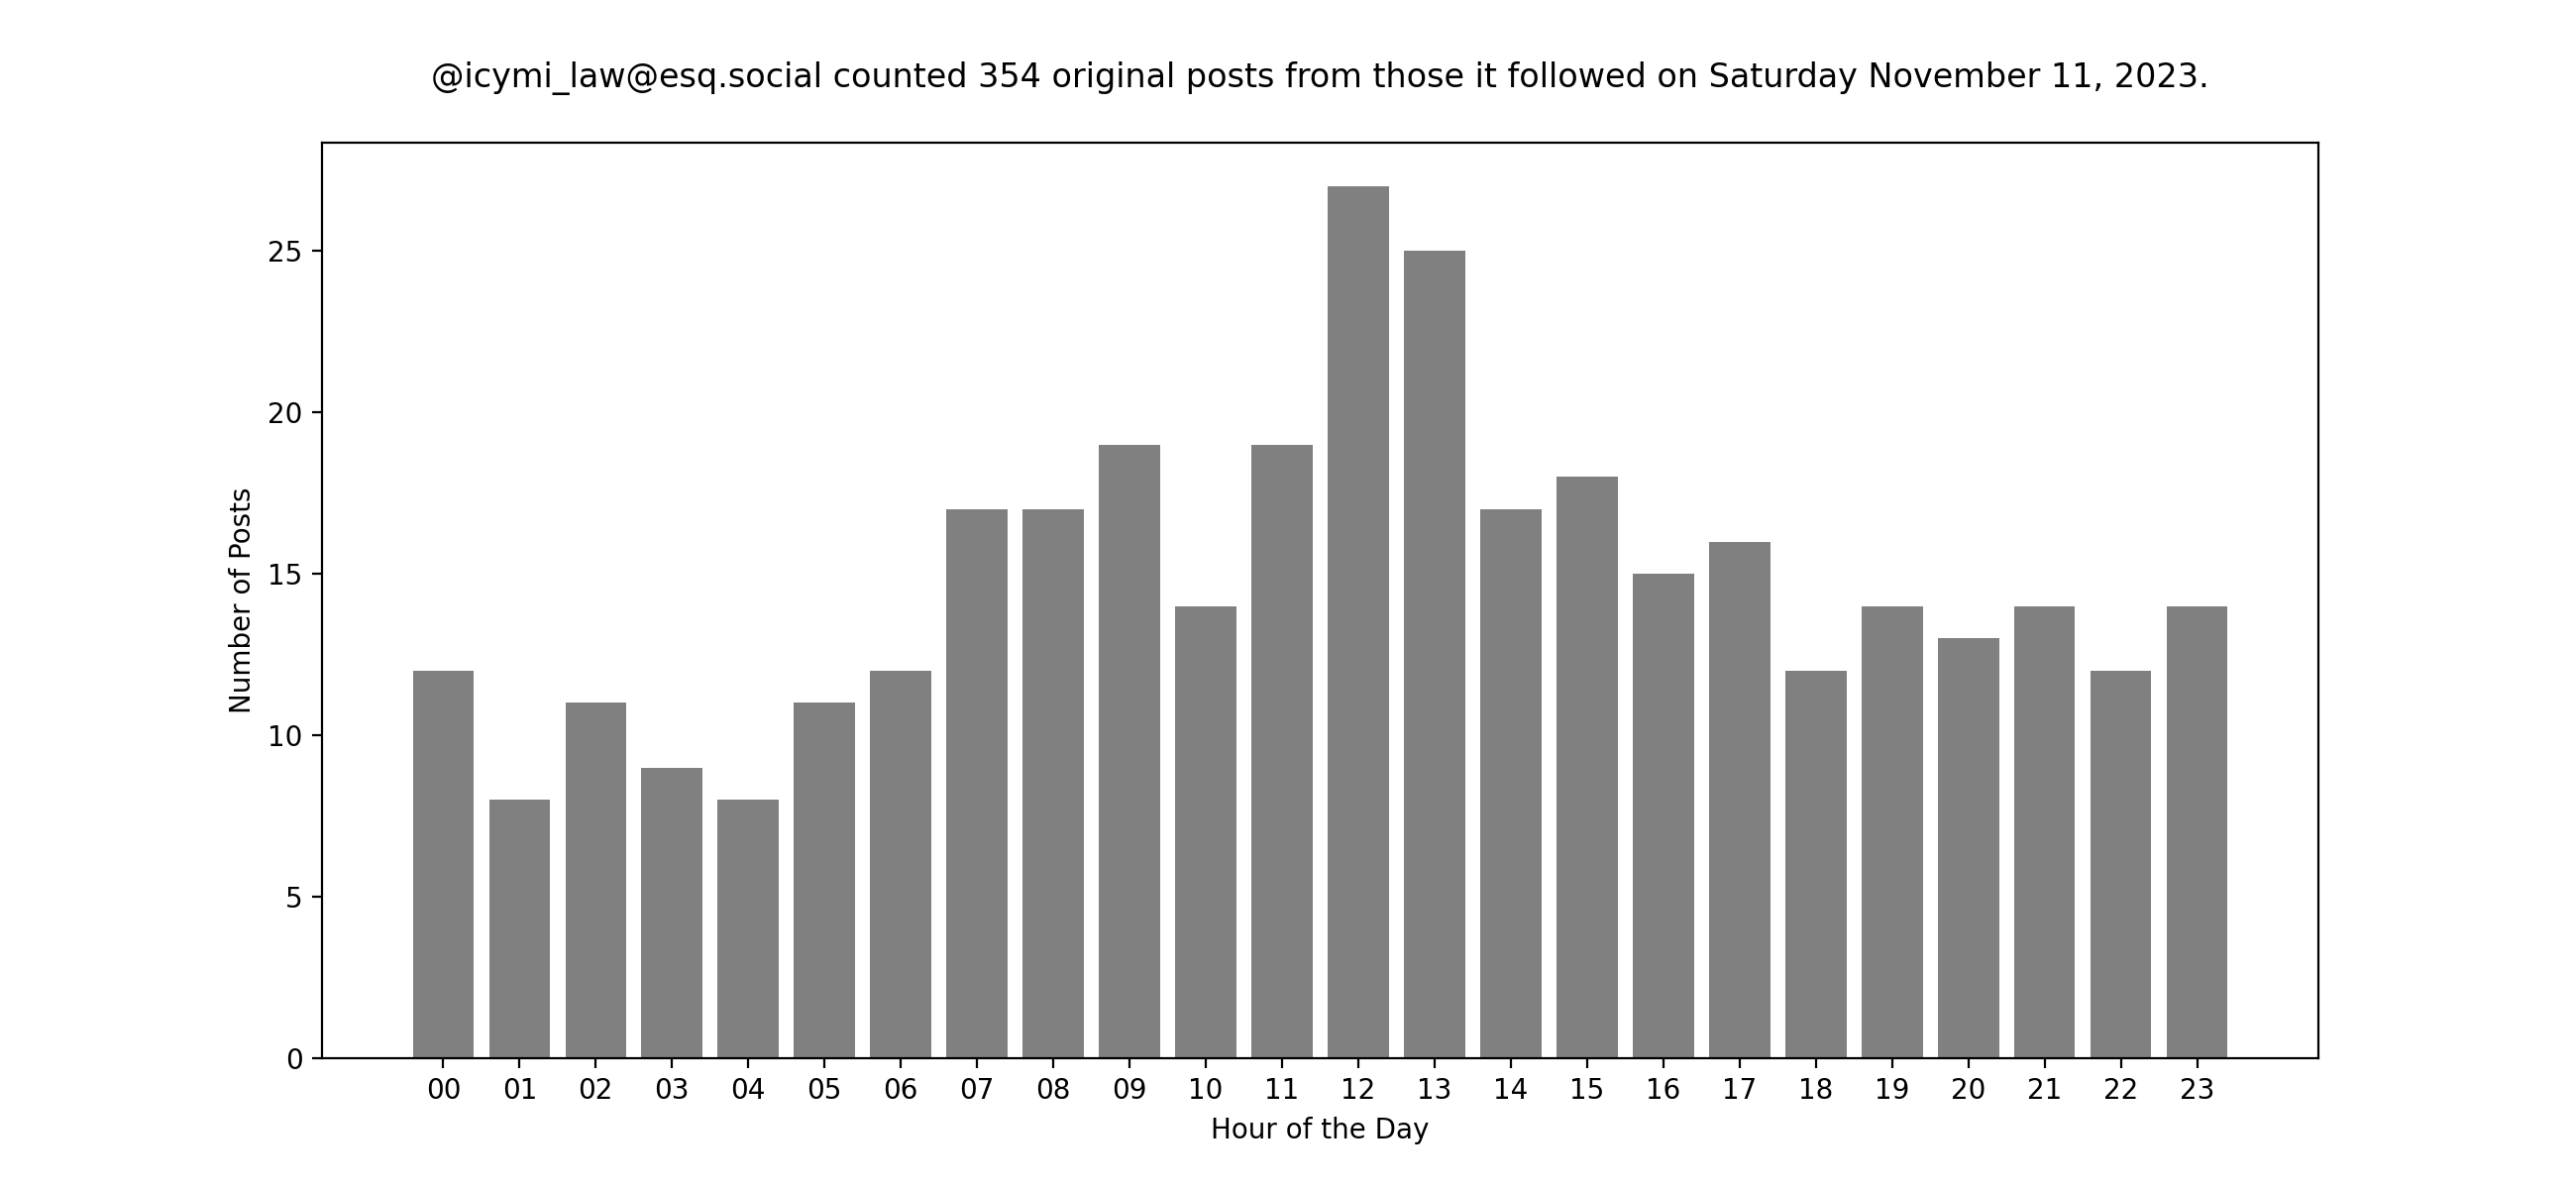 @icymi_law@esq.social counted 354 original posts from those it followed on Saturday November 11, 2023.
25
20
15
10
5
0
Number of Posts
00 01 02 03 04 05 06 07 08 09 10 11 12 13 14 15 16 17 18 19 20 21 22 23
Hour of the Day